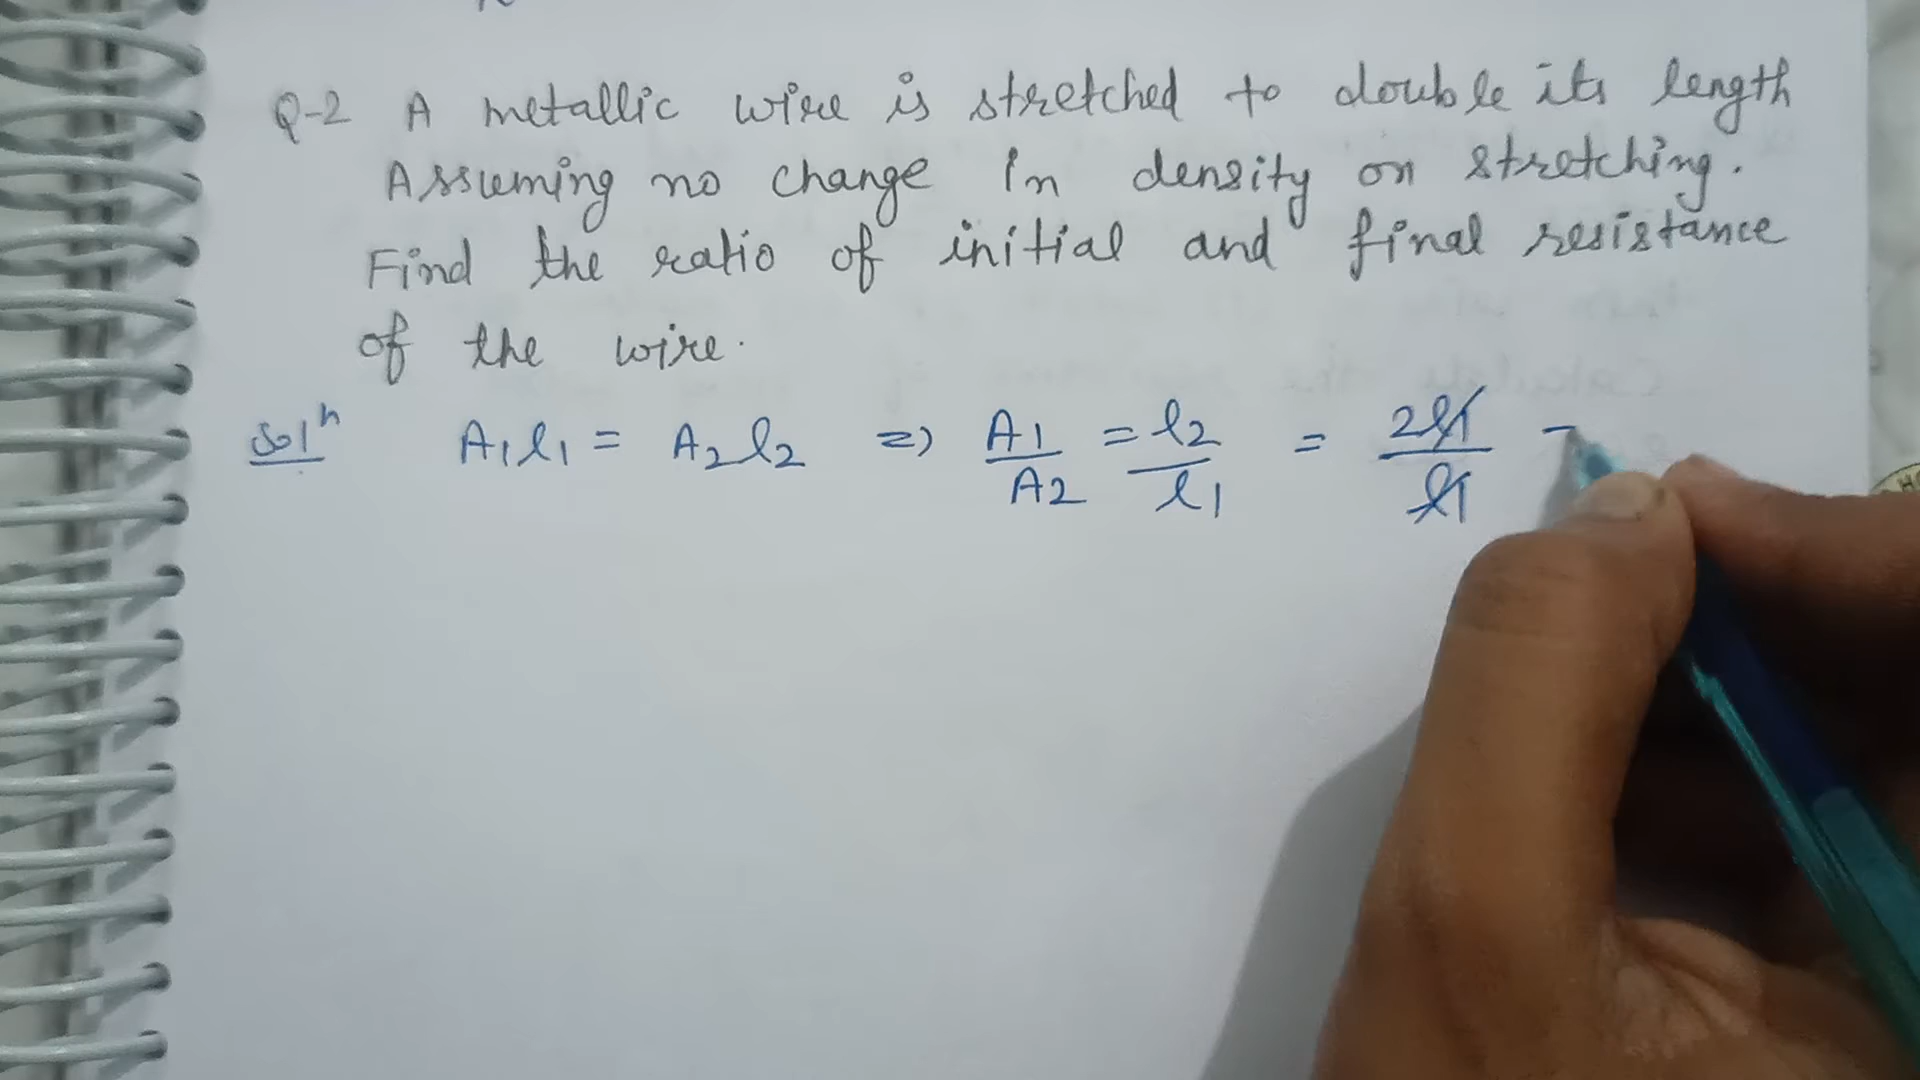 Q-2 A metallic wire is stretched to double its length
Assuming no change in density on stretching.
Find the ratio of initial and final resistance
of the wire.
Solⁿ A₁l₁ = A₂l₂ => A1/A2 = l2/l1 = 2l1/l1